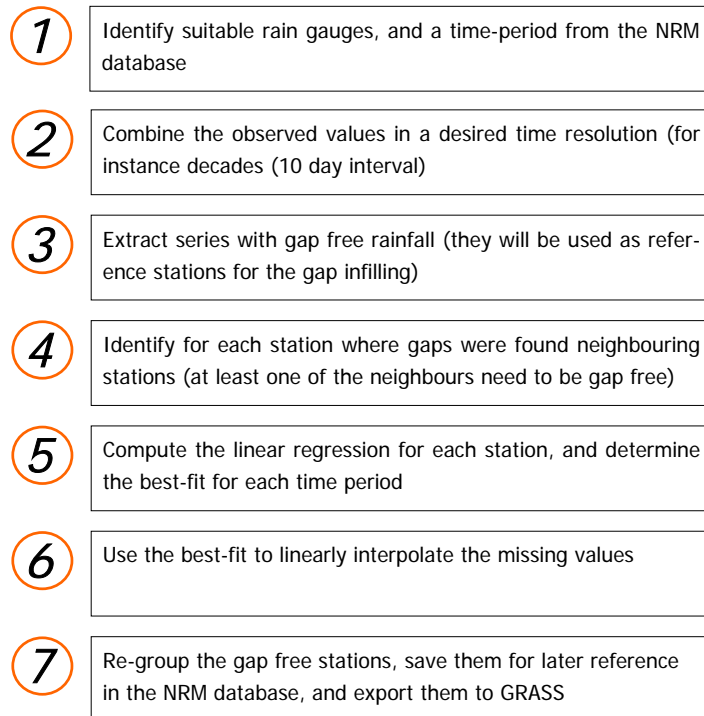 1
Identify suitable rain gauges, and a time-period from the NRM
database
2
Combine the observed values in a desired time resolution (for
instance decades (10 day interval)
3
Extract series with gap free rainfall (they will be used as refer-
ence stations for the gap infilling)
4
Identify for each station where gaps were found neighbouring
stations (at least one of the neighbours need to be gap free)
5
Compute the linear regression for each station, and determine
the best-fit for each time period
6
Use the best-fit to linearly interpolate the missing values
7
Re-group the gap free stations, save them for later reference
in the NRM database, and export them to GRASS